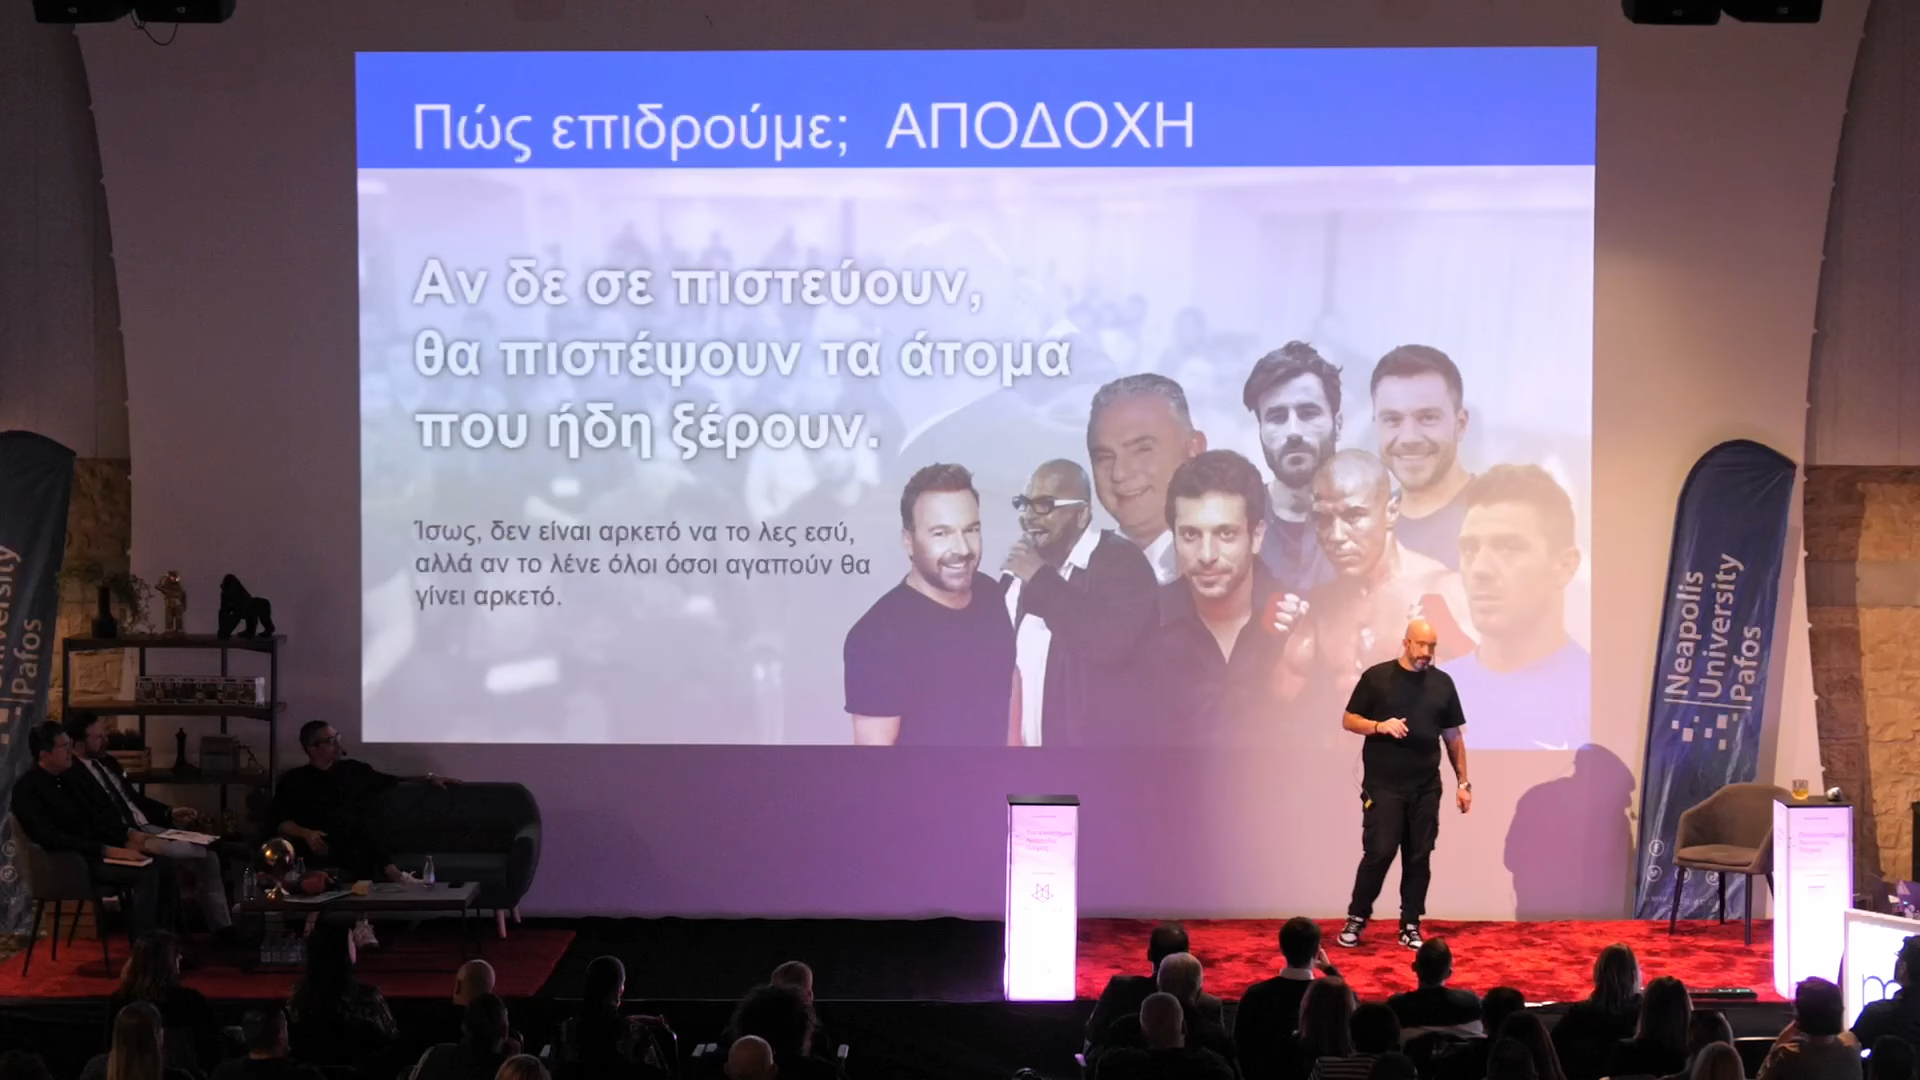 Πώς επιδρούμε; ΑΠΟΔΟΧΗ
Αν δε σε πιστεύουν,
θα πιστέψουν τα άτομα
που ήδη ξέρουν.
Ίσως, δεν είναι αρκετό να το λες εσύ,
αλλά αν το λένε όλοι όσοι αγαπούν θα
γίνει αρκετό.
Neapolis
University
Pafos
University
Pafos